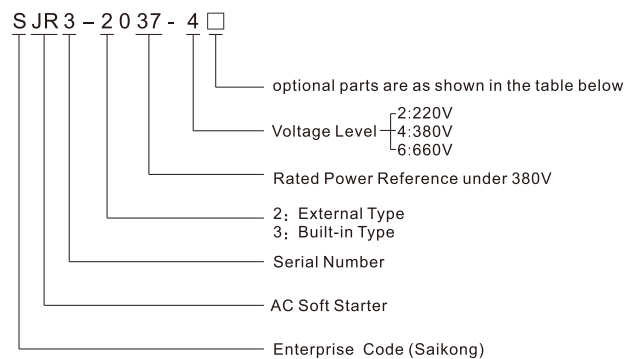 S JR 3 – 2 0 37 - 4 □
optional parts are as shown in the table below
2:220V
Voltage Level 4:380V
6:660V
Rated Power Reference under 380V
2: External Type
3: Built-in Type
Serial Number
AC Soft Starter
Enterprise Code (Saikong)